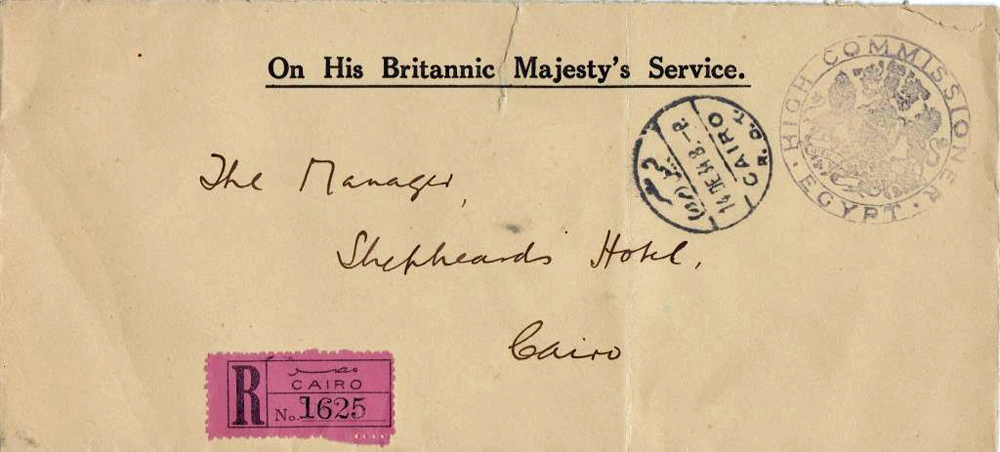 On His Britannic Majesty's Service.
HIGH COMMISSIONER
· EGYPT ·
CAIRO
R. D. T.
The Manager,
Shepheards Hotel,
Cairo
R
مصر
CAIRO
No. 1625